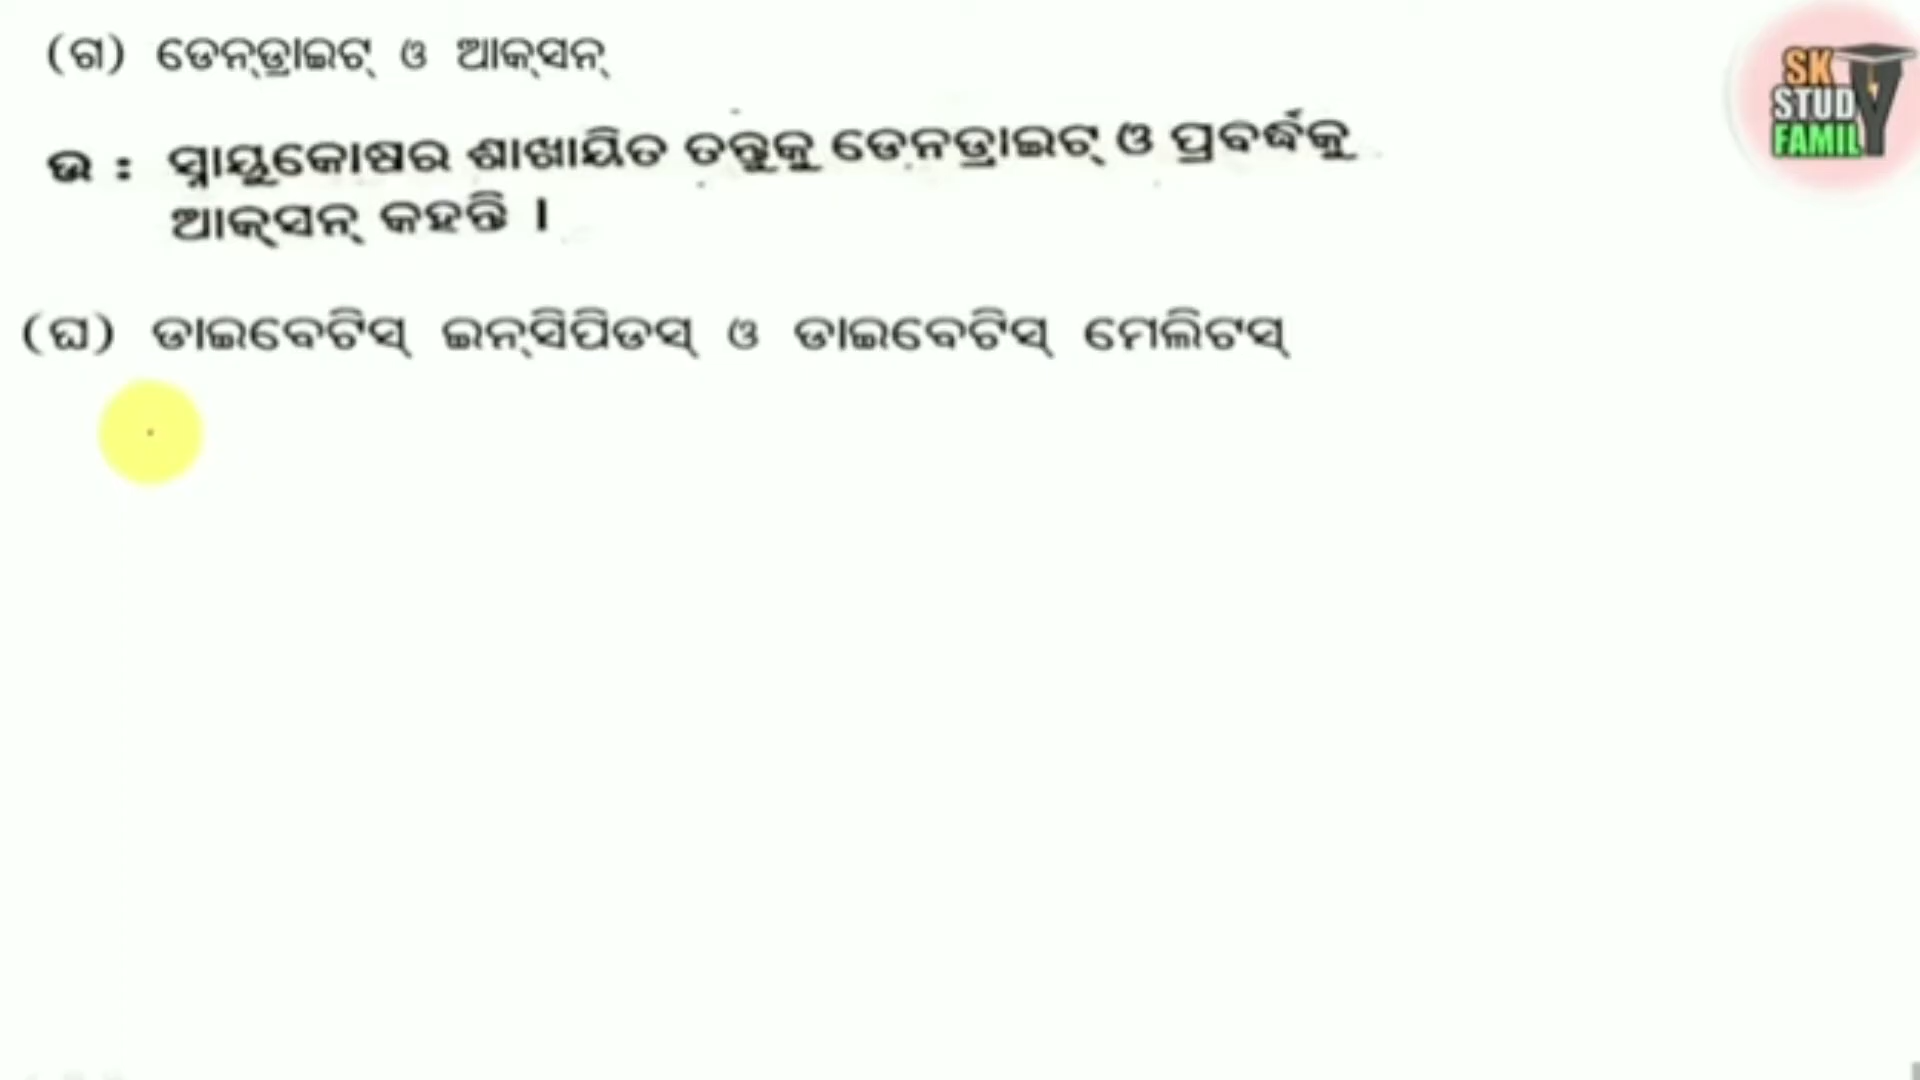 (ଗ) ଡେନ୍‌ଡ୍ରାଇଟ୍ ଓ ଆକ୍‌ସନ୍
ଉ : ସ୍ନାୟୁକୋଷର ଶାଖାୟିତ ତନ୍ତୁକୁ ଡେନଡ୍ରାଇଟ୍ ଓ ପ୍ରବର୍ଦ୍ଧକୁ
ଆକ୍‌ସନ୍ କହନ୍ତି ।
(ଘ) ଡାଇବେଟିସ୍ ଇନ୍‌ସିପିଡସ୍ ଓ ଡାଇବେଟିସ୍ ମେଲିଟସ୍
SK
STUDY
FAMILY